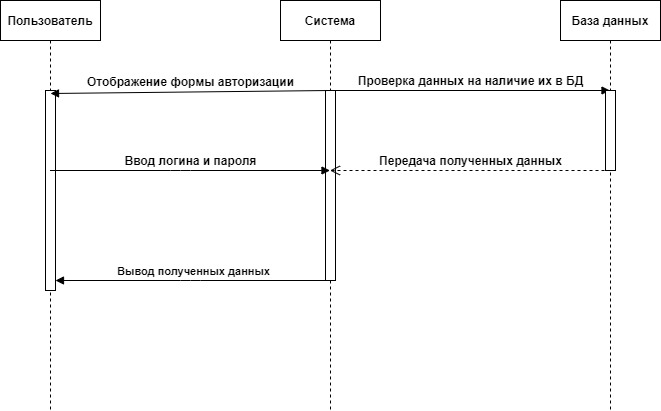 Пользователь
Система
База данных
Отображение формы авторизации
Проверка данных на наличие их в БД
Ввод логина и пароля
Передача полученных данных
Вывод полученных данных